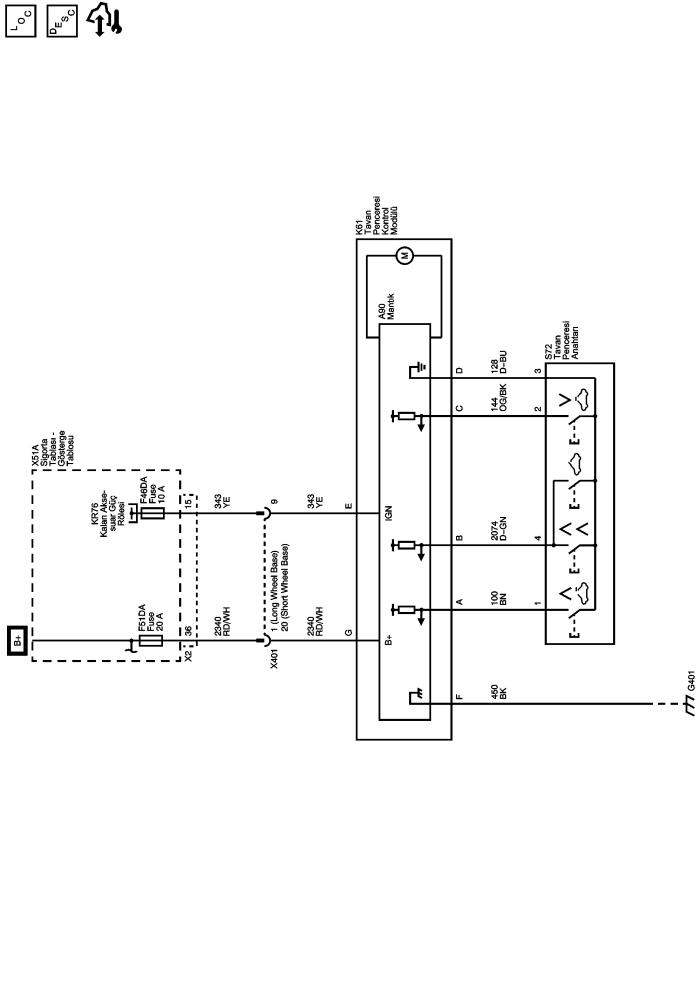 LOC
DESC
B+
X51A
Sigorta
Tablası -
Gösterge
Tablosu
KR76
Kalan Akse-
suar Güç
Rölesi
F46DA
Fuse
10 A
F51DA
Fuse
20 A
X2
36
15
2340
RD/WH
343
YE
X401
1 (Long Wheel Base)
20 (Short Wheel Base)
9
2340
RD/WH
343
YE
G
E
K61
Tavan
Penceresi
Kontrol
Modülü
B+
IGN
A90
Mantık
M
F
A
B
C
D
450
BK
100
BN
2074
D-GN
144
OG/BK
128
D-BU
1
4
2
3
S72
Tavan
Penceresi
Anahtarı
G401